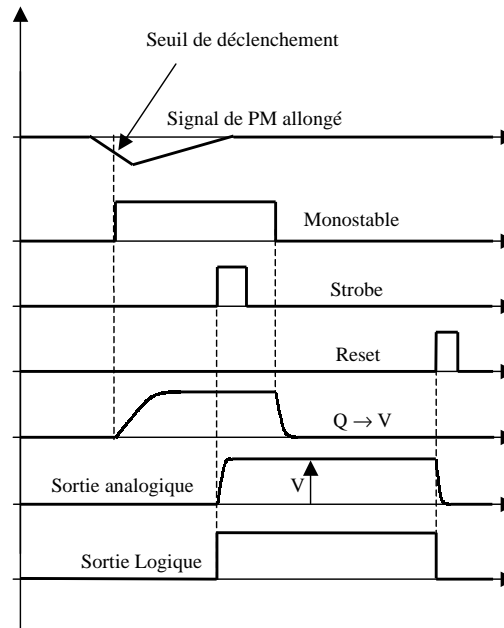 Seuil de déclenchement
Signal de PM allongé
Monostable
Strobe
Reset
Q → V
Sortie analogique
V
Sortie Logique